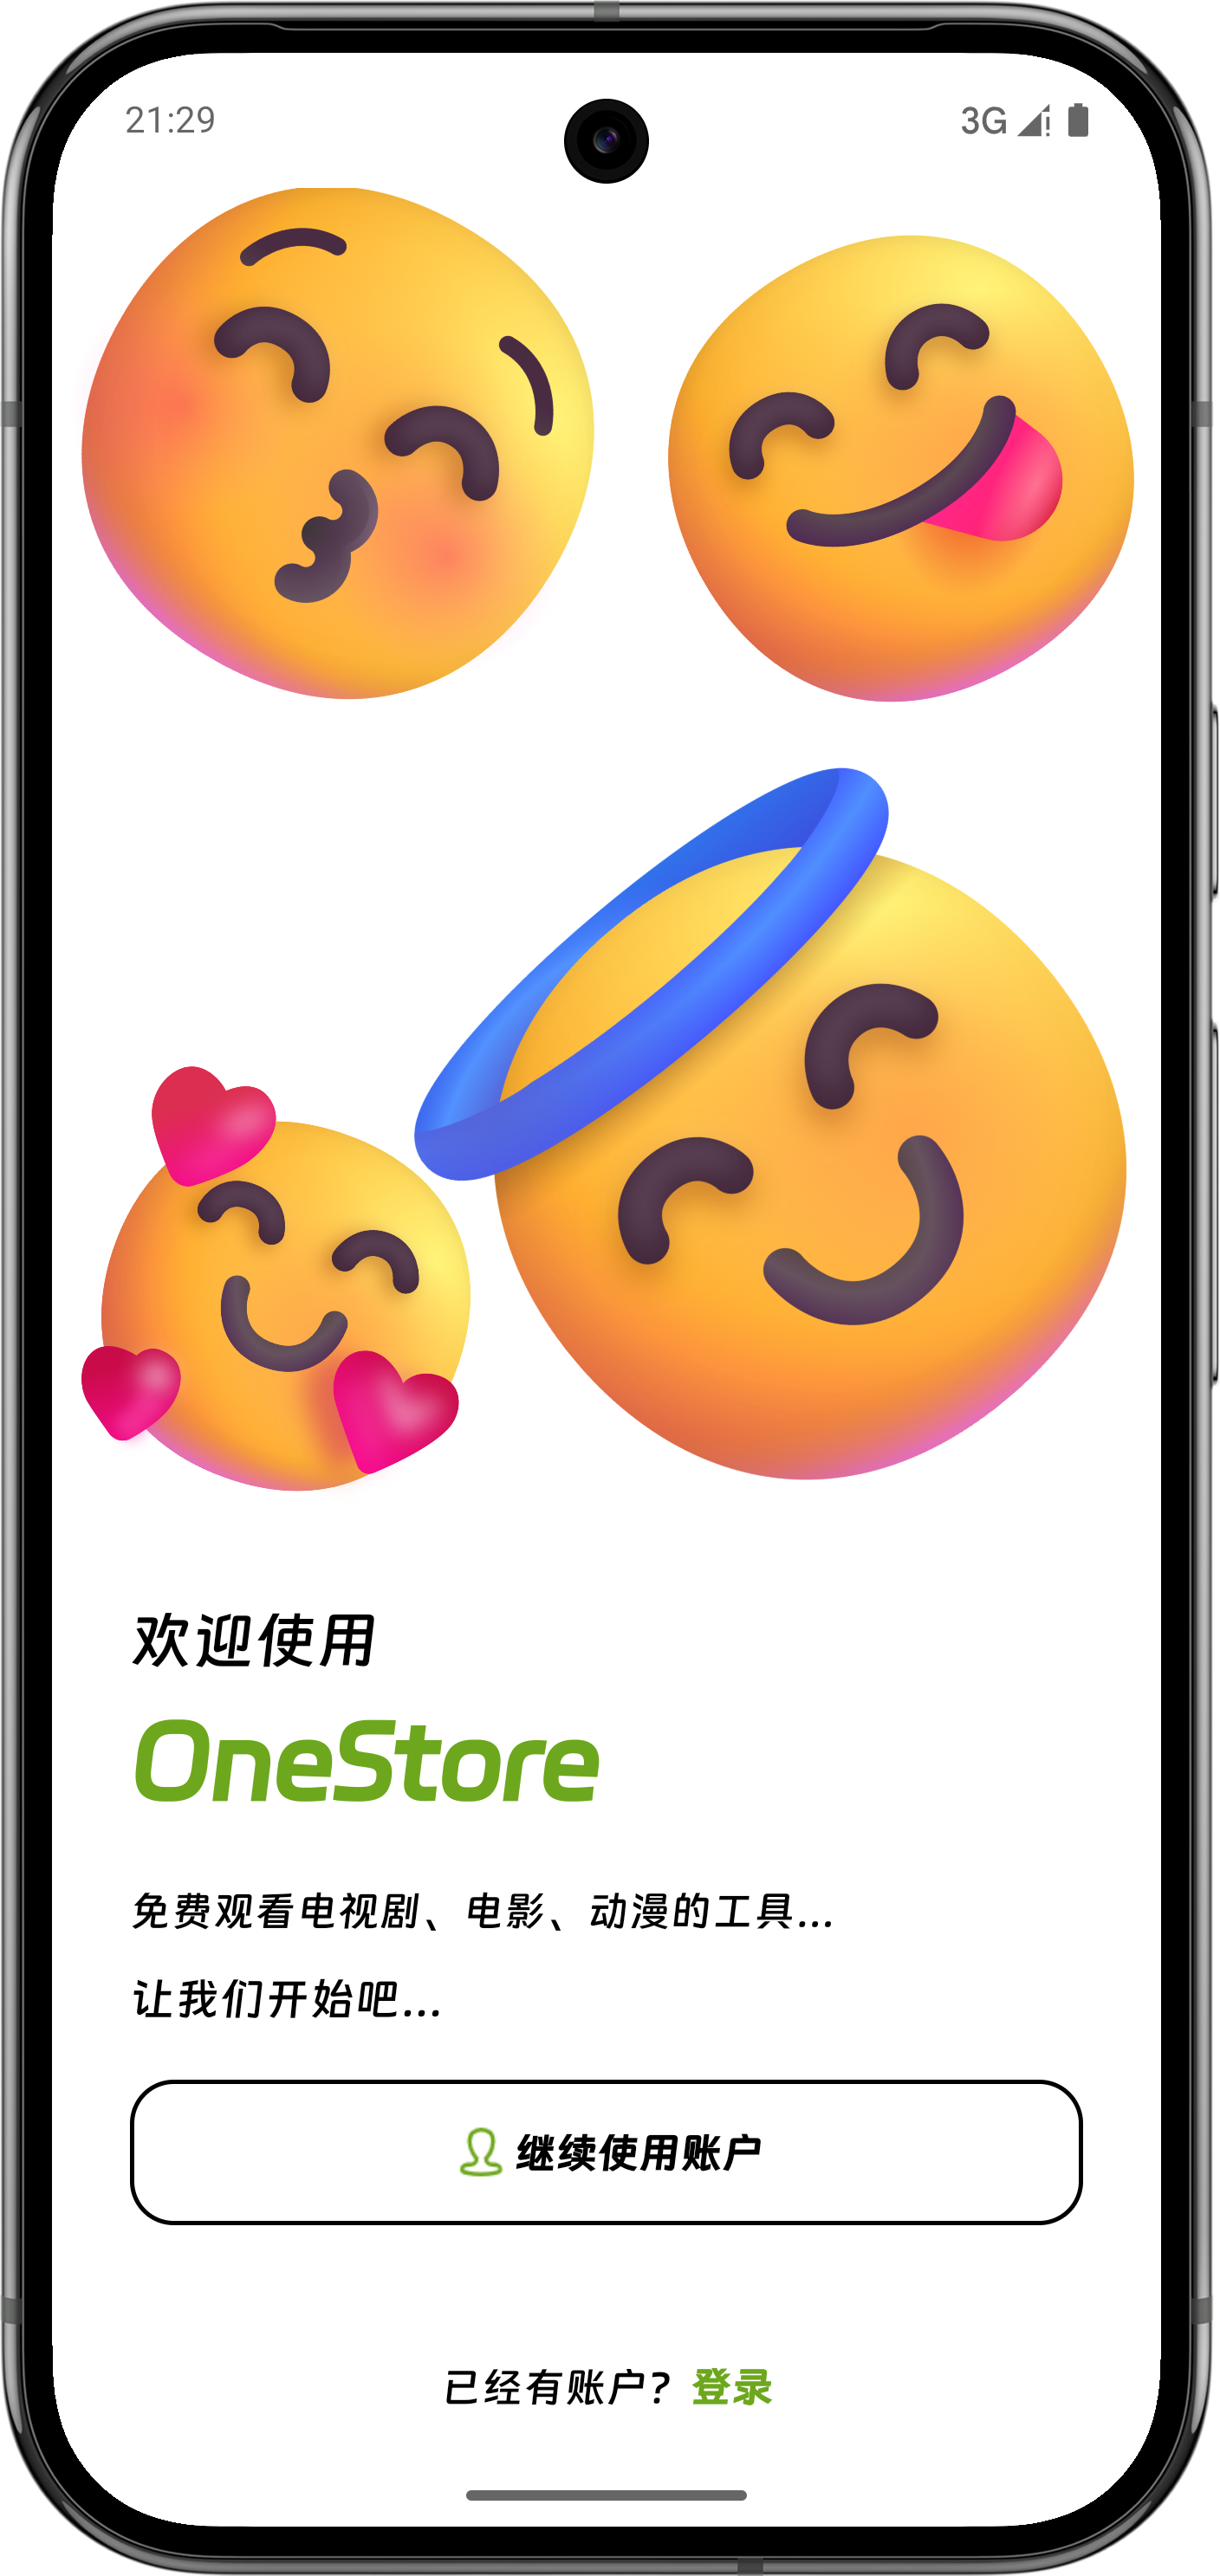 21:29
3G
欢迎使用
OneStore
免费观看电视剧、电影、动漫的工具...
让我们开始吧...
继续使用账户
已经有账户? 登录